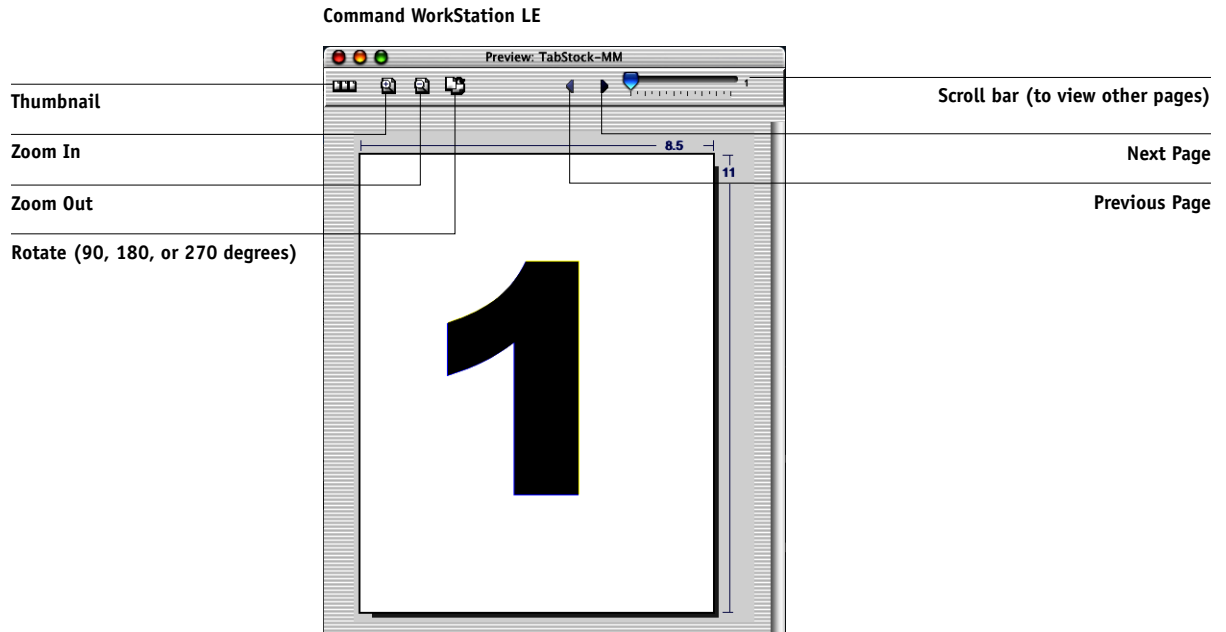 Command WorkStation LE
Preview: TabStock-MM
1
Thumbnail
Scroll bar (to view other pages)
Zoom In
Next Page
8.5
11
Zoom Out
Previous Page
Rotate (90, 180, or 270 degrees)
1